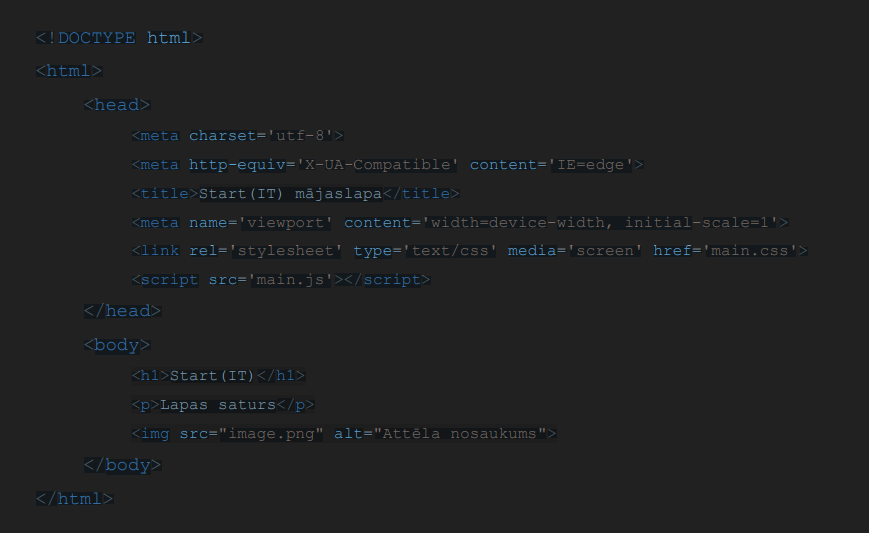 <!DOCTYPE html>
<html>
<head>
<meta charset='utf-8'>
<meta http-equiv='X-UA-Compatible' content='IE=edge'>
<title>Start(IT) mājaslapa</title>
<meta name='viewport' content='width=device-width, initial-scale=1'>
<link rel='stylesheet' type='text/css' media='screen' href='main.css'>
<script src='main.js'></script>
</head>
<body>
<h1>Start(IT)</h1>
<p>Lapas saturs</p>
<img src="image.png" alt="Attēla nosaukums">
</body>
</html>